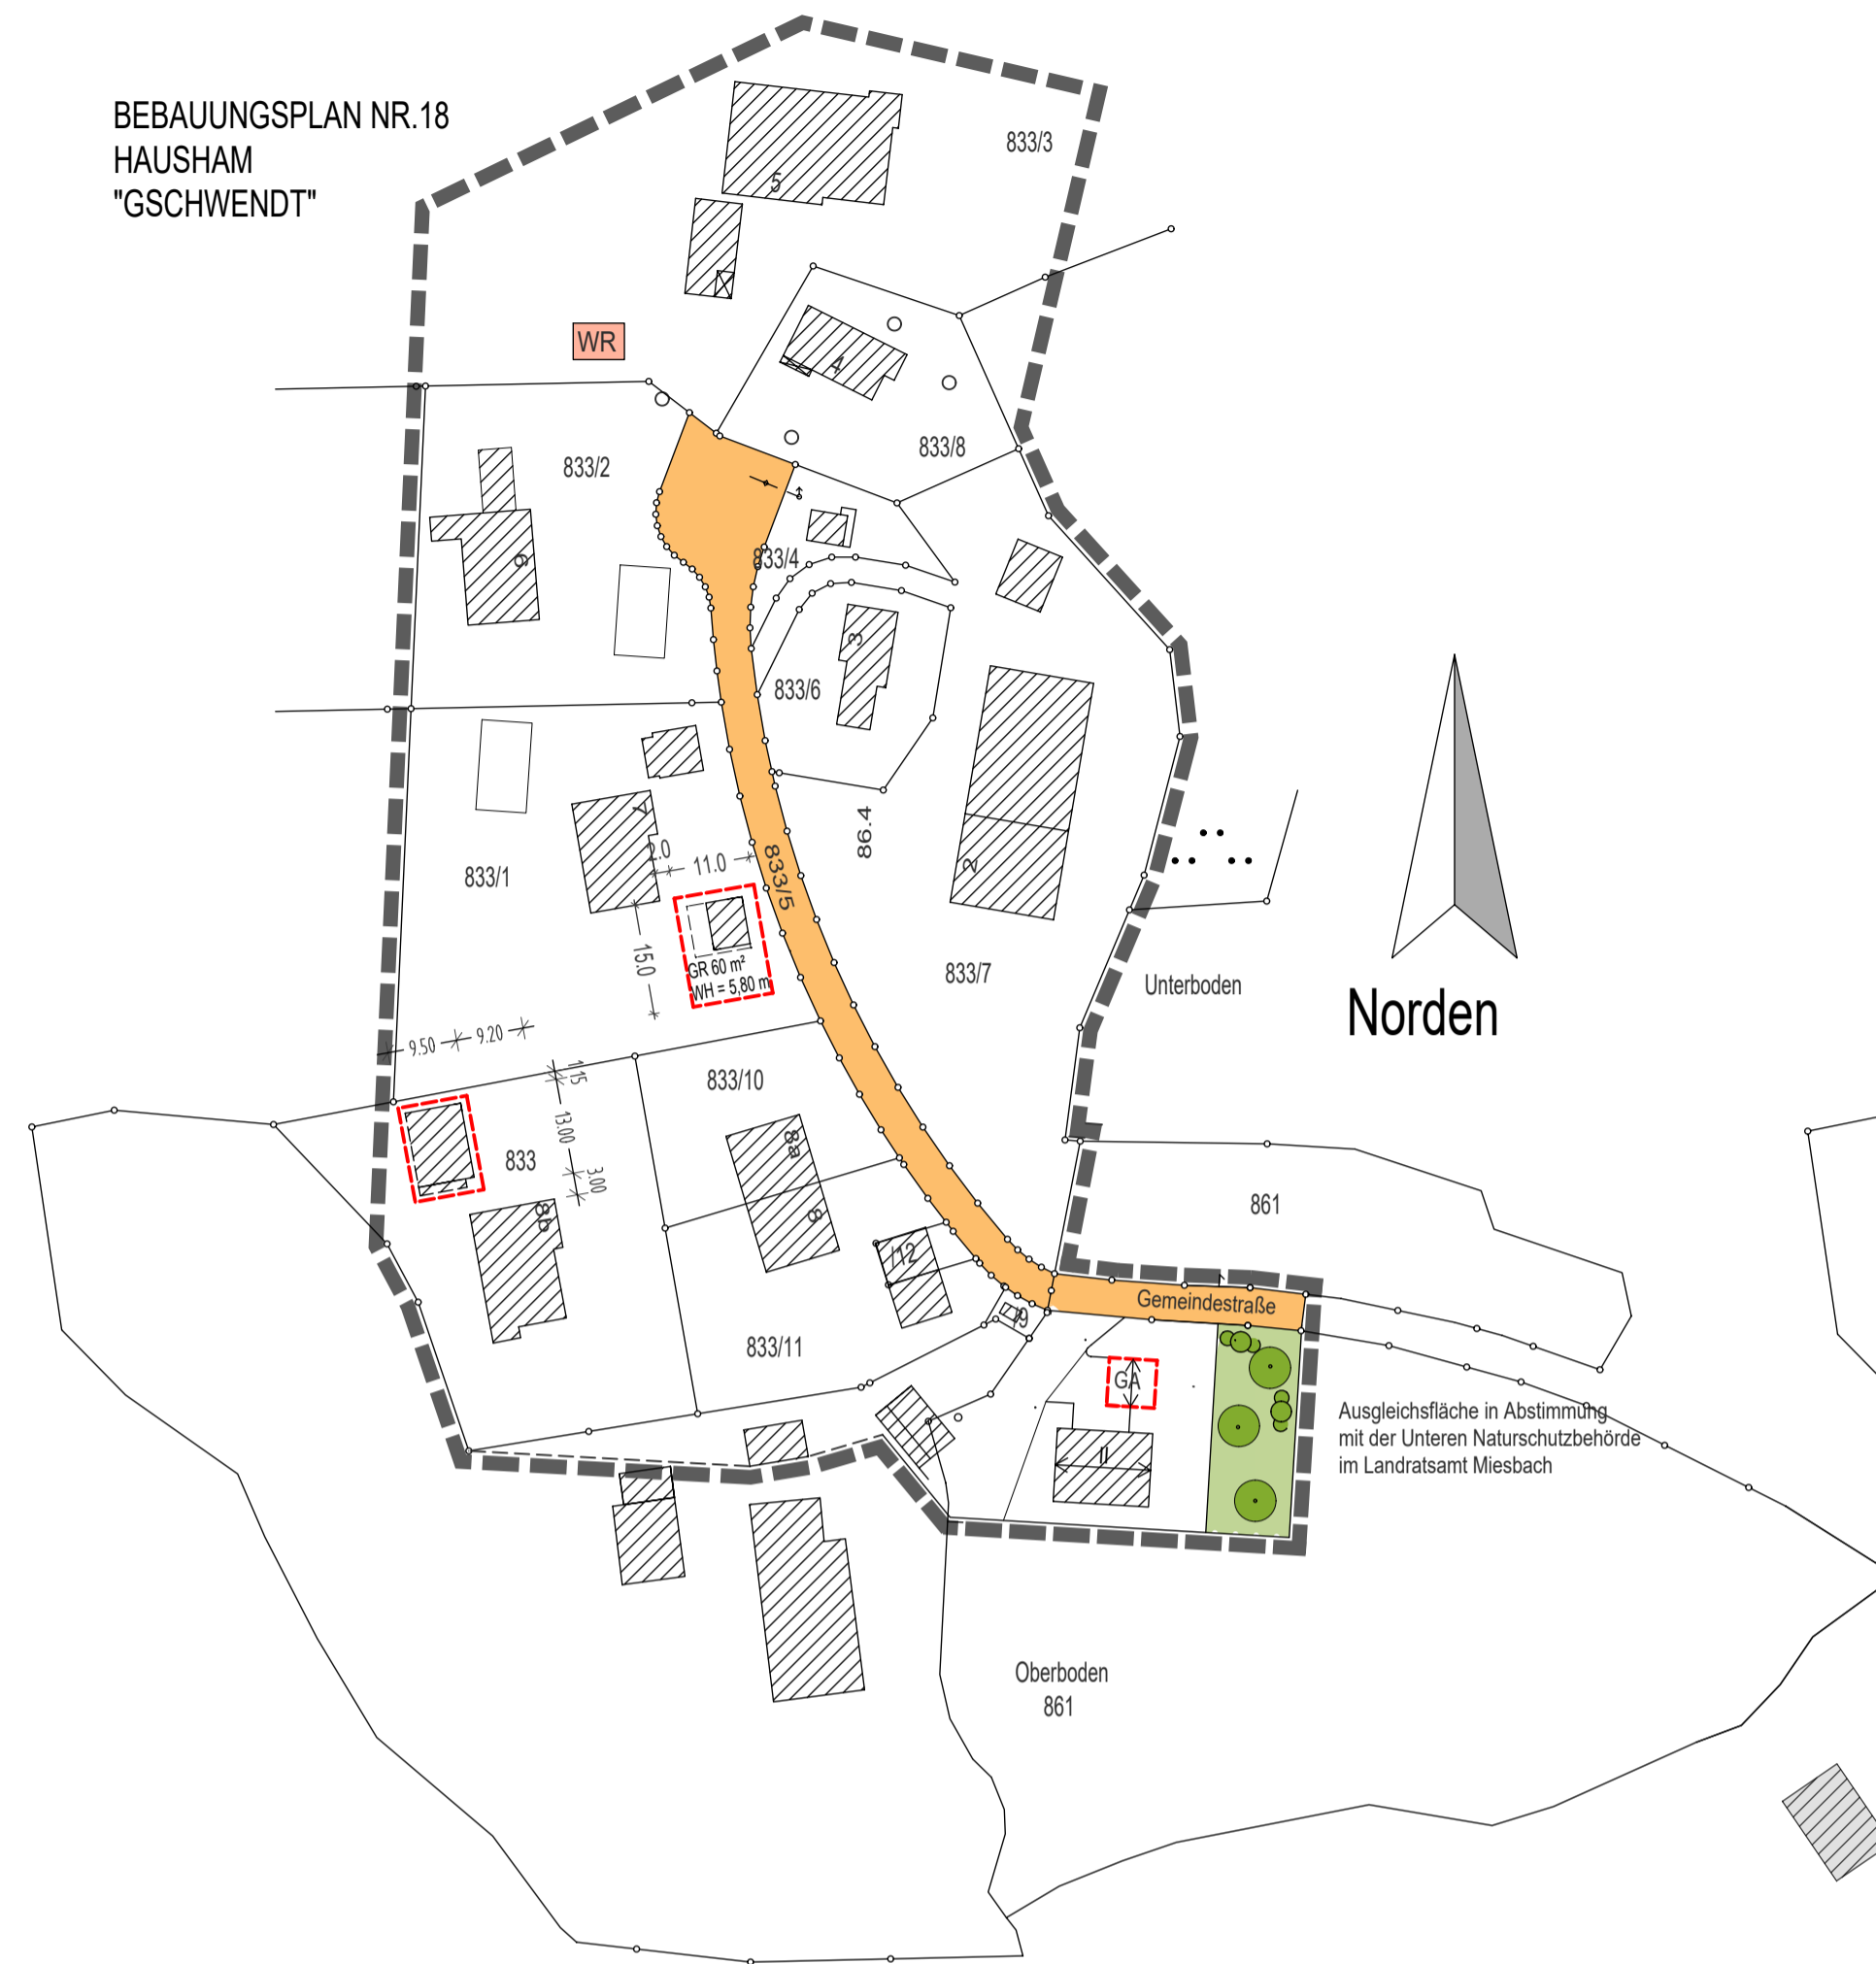 BEBAUUNGSPLAN NR.18
HAUSHAM
"GSCHWENDT"
833/3
5
WR
4
833/8
833/2
833/4
6
3
833/6
7
86.4
2.0
11.0
833/5
2
833/1
15.0
GR 60 m²
WH = 5,80 m
833/7
Unterboden
Norden
9.50
9.20
1.15
833/10
13.00
8a
833
3.00
861
8b
8
/12
Gemeindestraße
/9
833/11
GA
Ausgleichsfläche in Abstimmung
mit der Unteren Naturschutzbehörde
im Landratsamt Miesbach
II
Oberboden
861